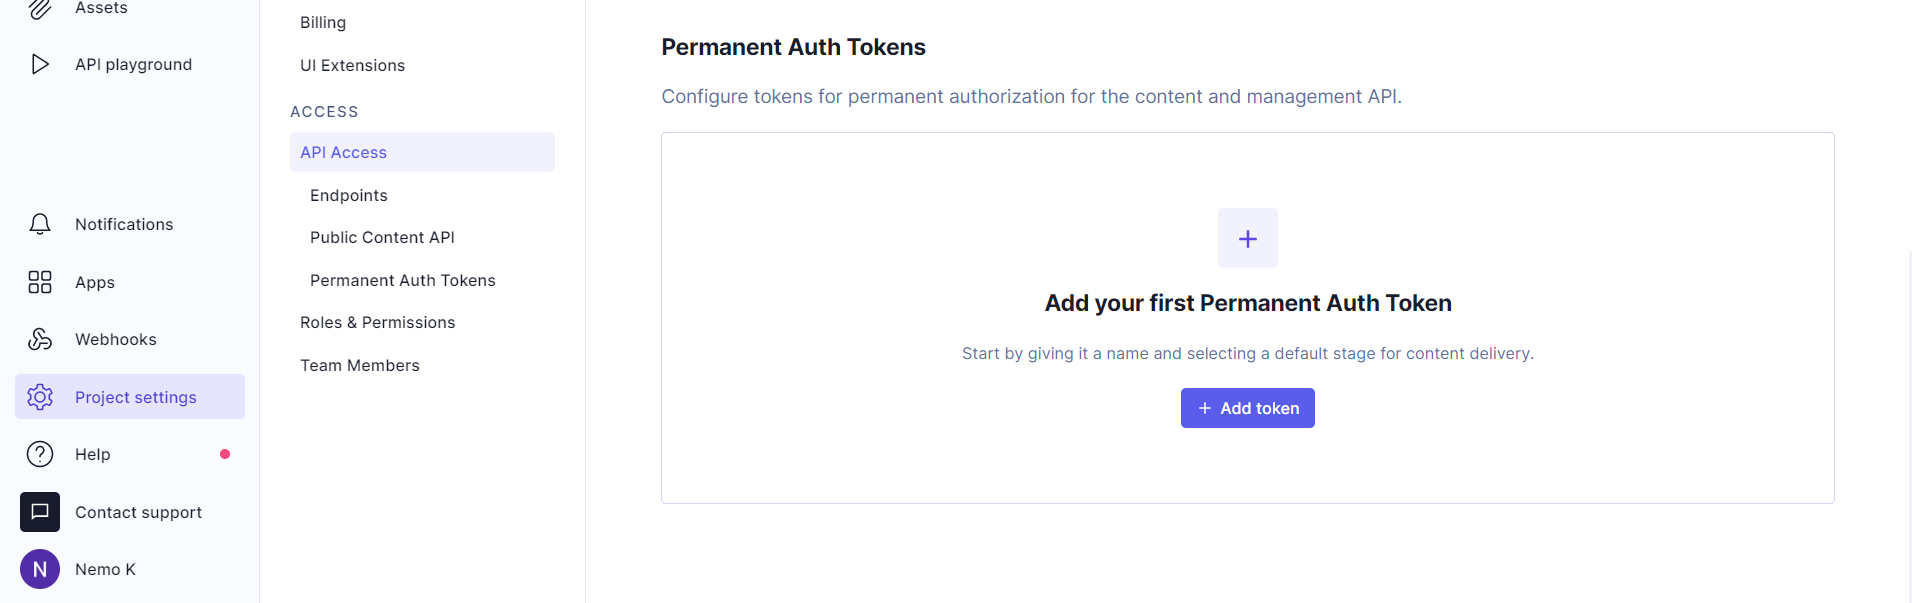 Assets
API playground
Notifications
Apps
Webhooks
Project settings
Help
Contact support
N
Nemo K
Billing
UI Extensions
ACCESS
API Access
Endpoints
Public Content API
Permanent Auth Tokens
Roles & Permissions
Team Members
Permanent Auth Tokens
Configure tokens for permanent authorization for the content and management API.
Add your first Permanent Auth Token
Start by giving it a name and selecting a default stage for content delivery.
+ Add token